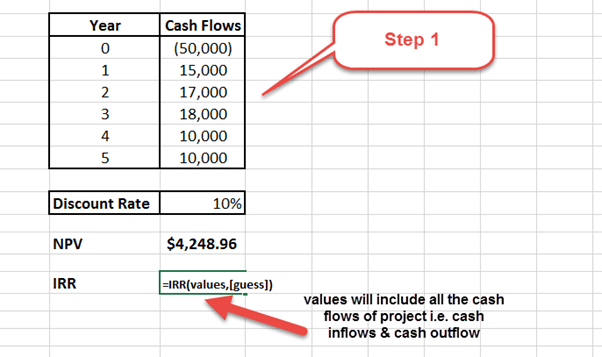 Year Cash Flows
0 (50,000)
1 15,000
2 17,000
3 18,000
4 10,000
5 10,000
Step 1
Discount Rate 10%
NPV $4,248.96
IRR =IRR(values,[guess])
values will include all the cash
flows of project i.e. cash
inflows & cash outflow